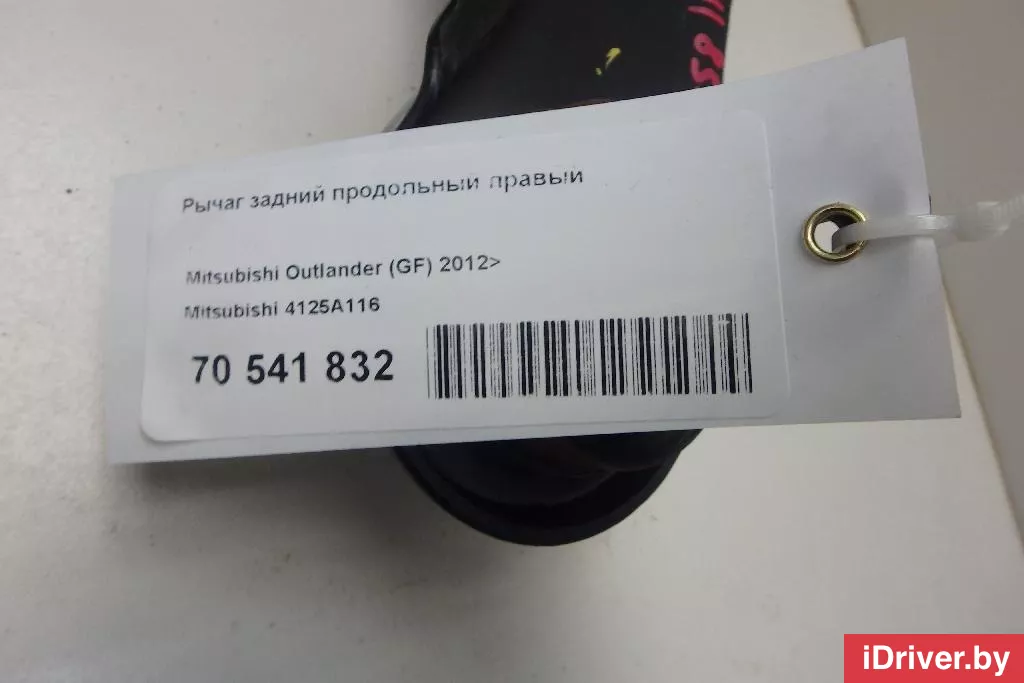 Рычаг задний продольный правый
Mitsubishi Outlander (GF) 2012>
Mitsubishi 4125A116
70 541 832
iDriver.by